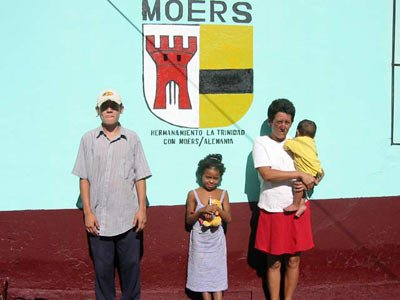 MOERS
HERMANAMIENTO LA TRINIDAD
CON MOERS/ALEMANIA